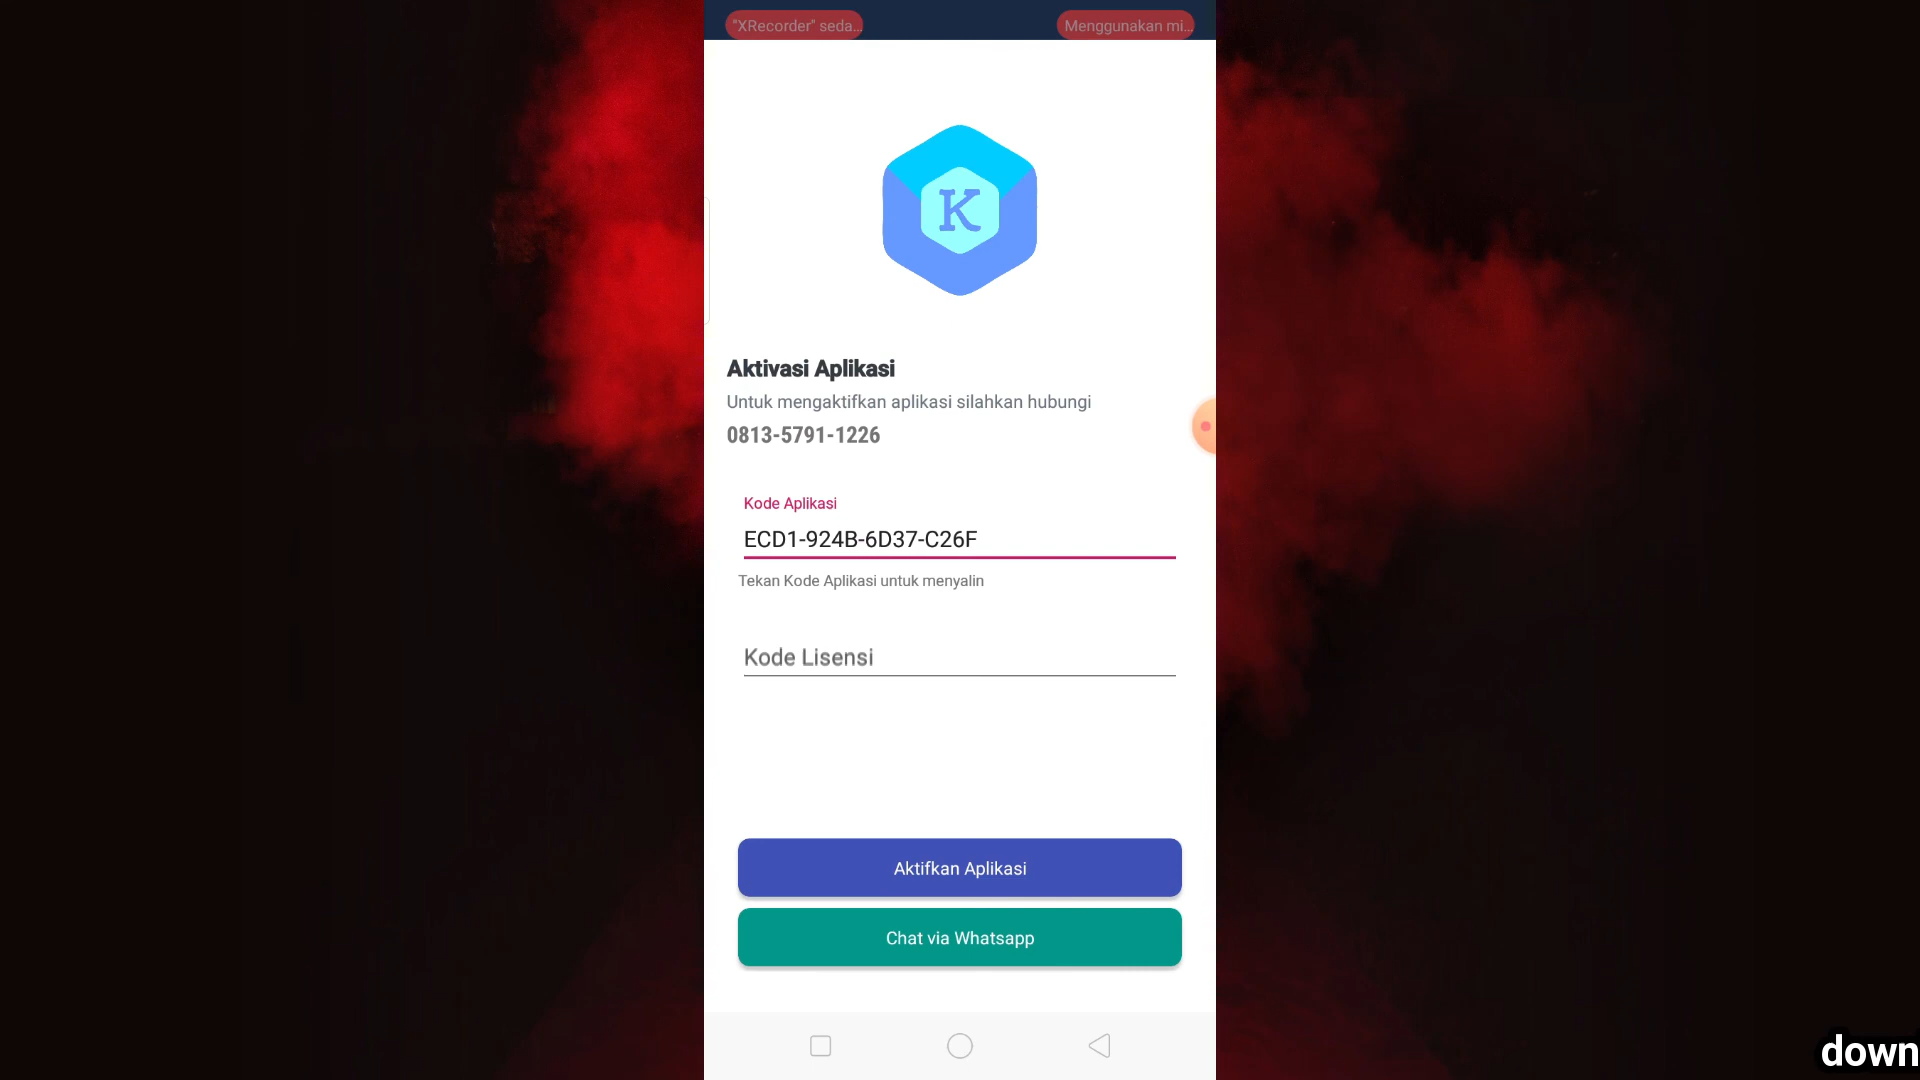 "XRecorder" seda...
Menggunakan mi...
K
Aktivasi Aplikasi
Untuk mengaktifkan aplikasi silahkan hubungi
0813-5791-1226
Kode Aplikasi
ECD1-924B-6D37-C26F
Tekan Kode Aplikasi untuk menyalin
Kode Lisensi
Aktifkan Aplikasi
Chat via Whatsapp
down